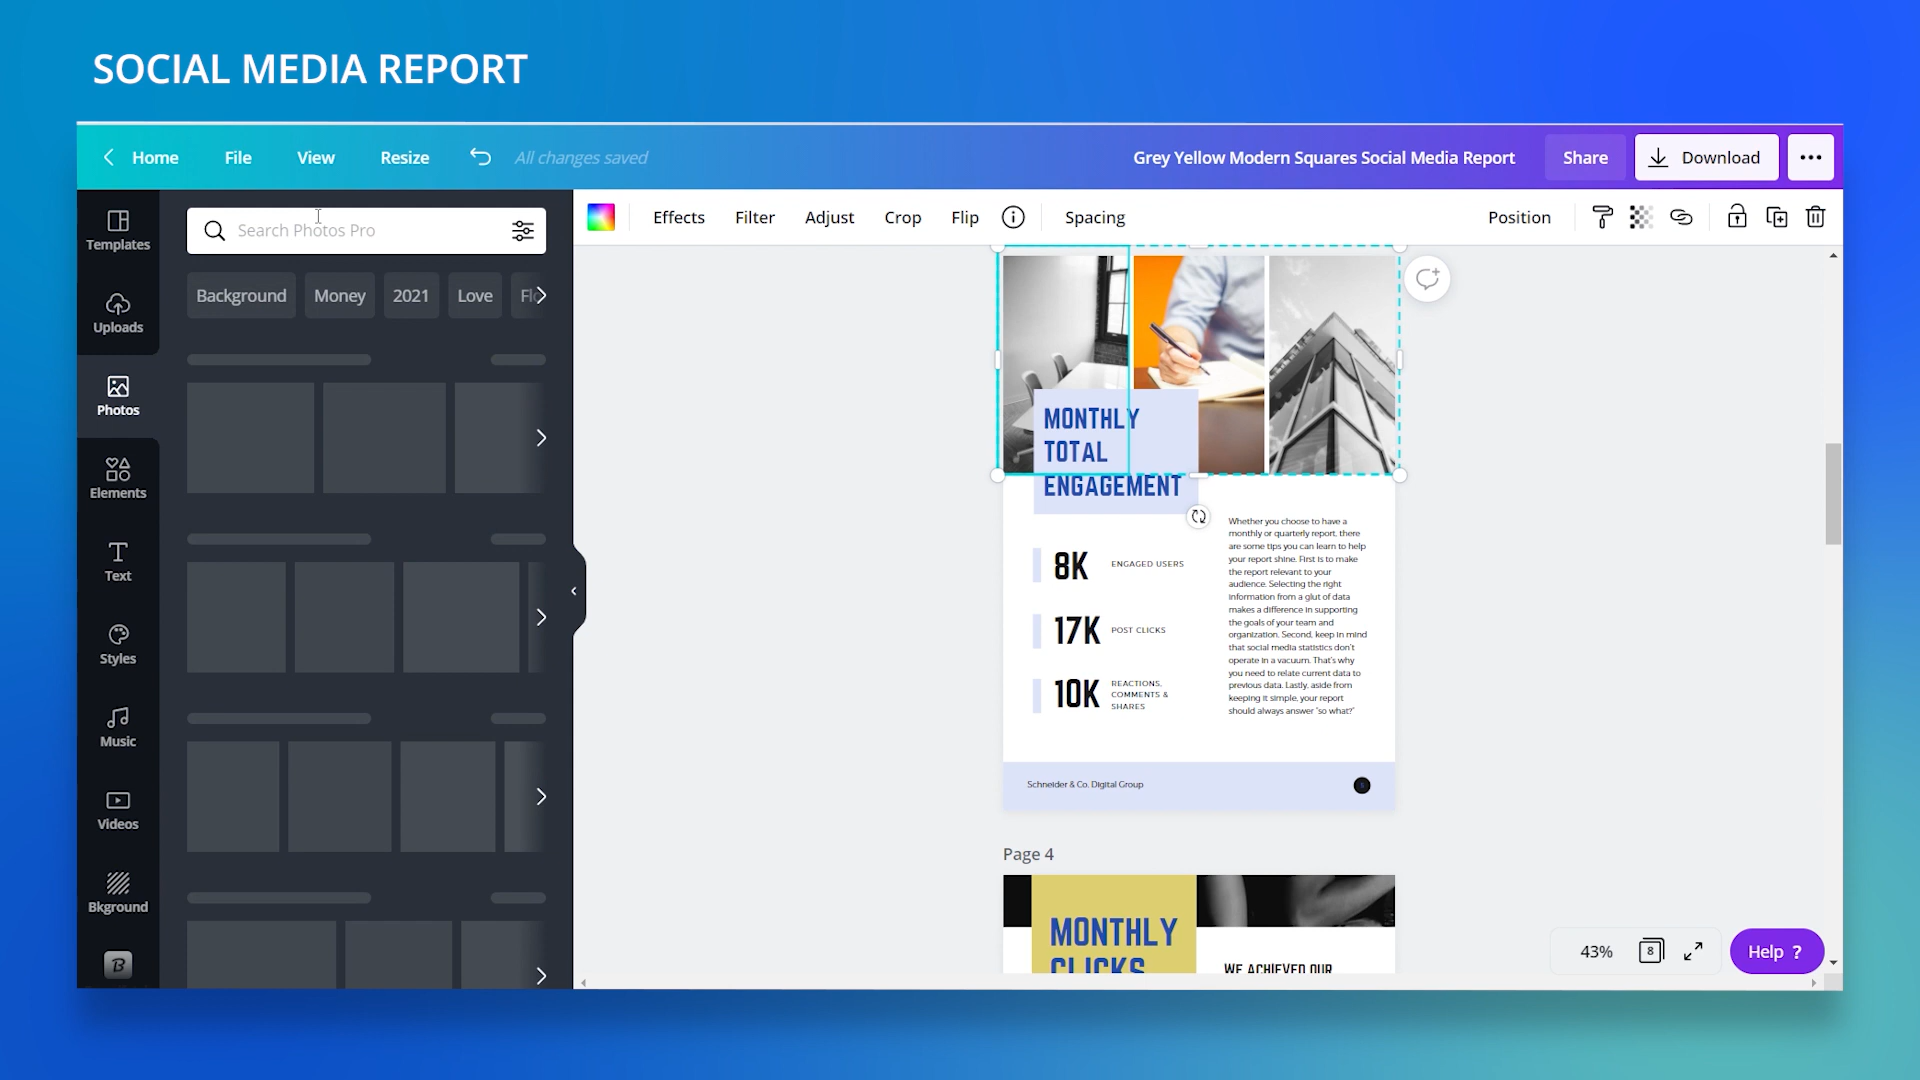 SOCIAL MEDIA REPORT
Home File View Resize All changes saved Grey Yellow Modern Squares Social Media Report Share Download
Templates
Uploads
Photos
Elements
Text
Styles
Music
Videos
Bkground
Search Photos Pro
Background Money 2021 Love
Effects Filter Adjust Crop Flip Spacing Position
MONTHLY
TOTAL
ENGAGEMENT
8K ENGAGED USERS
17K POST CLICKS
10K REACTIONS,
COMMENTS &
SHARES
Whether you choose to have a
monthly or quarterly report, there
are some tips you can learn to help
your report shine. First is to make
the report relevant to your
audience. Selecting the right
information from a glut of data
makes a difference in supporting
the goals of your team and
organization. Second, keep in mind
that social media statistics don't
operate in a vacuum. That's why
you need to relate current data to
previous data. Lastly, aside from
keeping it simple, your report
should always answer "so what?"
Schneider & Co. Digital Group
Page 4
MONTHLY
CLICKS
WE ACHIEVED OUR
43% 8 Help ?